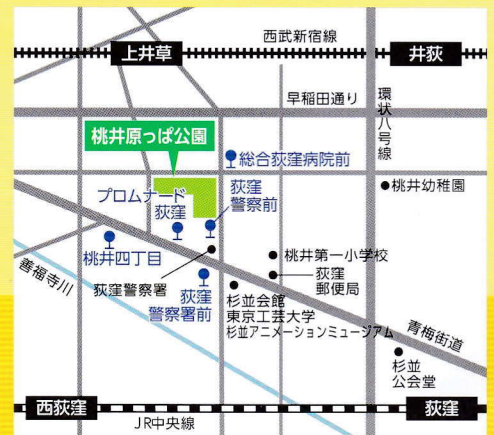 西武新宿線
上井草
井荻
早稲田通り
環状八号線
桃井原っぱ公園
総合荻窪病院前
桃井幼稚園
プロムナード
荻窪
荻窪
警察前
桃井四丁目
桃井第一小学校
荻窪警察署
荻窪
郵便局
善福寺川
荻窪
警察署前
杉並会館
東京工芸大学
杉並アニメーションミュージアム
青梅街道
杉並
公会堂
西荻窪
荻窪
JR中央線